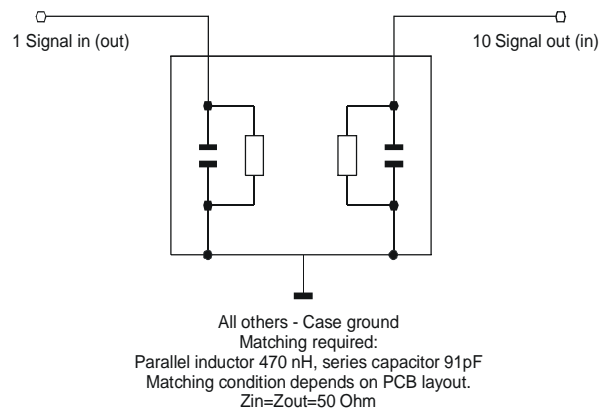 1 Signal in (out)
10 Signal out (in)
All others - Case ground
Matching required:
Parallel inductor 470 nH, series capacitor 91pF
Matching condition depends on PCB layout.
Zin=Zout=50 Ohm